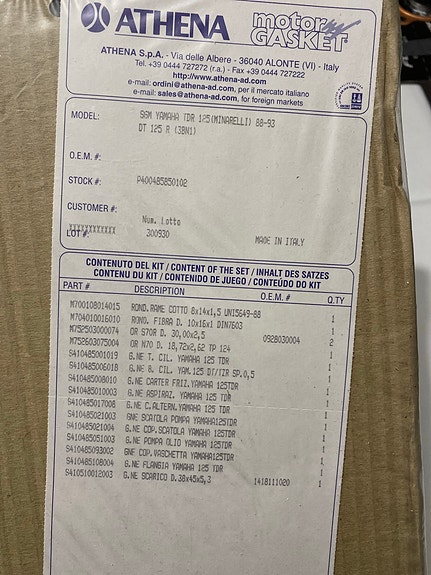 ATHENA
motor
GASKET
ATHENA S.p.A. - Via delle Albere - 36040 ALONTE (VI) - Italy
Tel. +39 0444 727272 (r.a.) - Fax +39 0444 727222
http://www.athena-ad.com
e-mail: ordini@athena-ad.com, per il mercato italiano
e-mail: sales@athena-ad.com, for foreign markets
MODEL: SGM YAMAHA TDR 125(MINARELLI) 88-93
DT 125 R (3BN1)
O.E.M. #:
STOCK #: P400485850102
CUSTOMER #:
Num. Lotto
XXXXXXXXXXXX
LOT #: 300930 MADE IN ITALY
CONTENUTO DEL KIT / CONTENT OF THE SET / INHALT DES SATZES
CONTENU DU KIT / CONTENIDO DE JUEGO / CONTEÚDO DO KIT
PART # DESCRIPTION O.E.M. # Q.TY
M700108014015 ROND.RAME COTTO 8x14x1,5 UNI5649-88 1
M704010016010 ROND. FIBRA D. 10x16x1 DIN7603 1
M752503000074 OR S70R D. 30,00x2,5 0928030004 1
M752603075004 OR N70 D. 18,72x2,62 TP 124 2
S410485001019 G.NE T. CIL. YAMAHA 125 TDR 1
S410485006018 G.NE B. CIL. YAM.125 DT/TZR SP.0,5 1
S410485008010 G.NE CARTER FRIZ.YAMAHA 125TDR 1
S410485010003 G.NE ASPIRAZ. YAMAHA 125TDR 1
S410485017008 G.NE C.ALTERN.YAMAHA 125 TDR 1
S410485021003 GNE SCATOLA POMPA YAMAHA125TDR 1
S410485021004 G.NE COP.SCATOLA YAMAHA 125TDR 1
S410485051003 G.NE POMPA OLIO YAMAHA 125TDR 1
S410485093002 GNE COP.VASCHETTA YAMAHA125TDR 1
S410485108004 G.NE FLANGIA YAMAHA 125 TDR 1
S410510012003 G.NE SCARICO D.38x45x5,3 1418111020 1